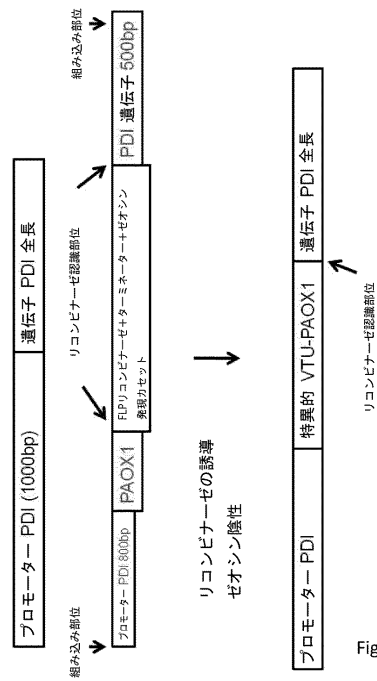 プロモーター PDI (1000bp)
遺伝子 PDI 全長
組み込み部位
リコンビナーゼ認識部位
組み込み部位
プロモーター PDI 800bp
PAOX1
FLPリコンビナーゼ+ターミネーター+ゼオシン
発現カセット
PDI 遺伝子 500bp
リコンビナーゼの誘導
ゼオシン陰性
プロモーター PDI
特異的 VTU-PAOX1
遺伝子 PDI 全長
リコンビナーゼ認識部位
Fig